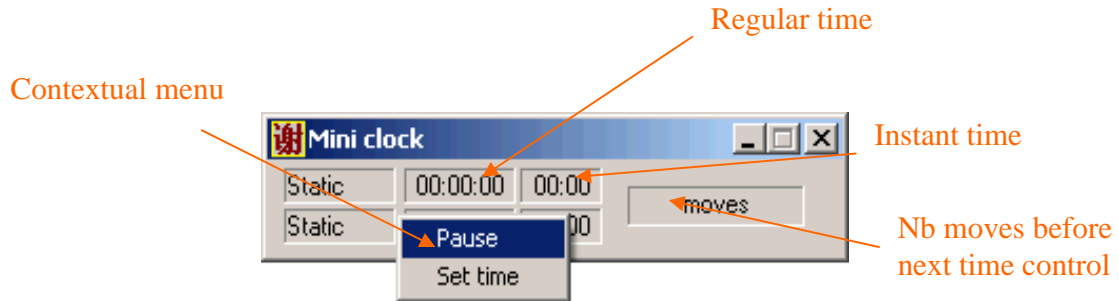 Regular time
Contextual menu
谢 Mini clock
Instant time
Static 00:00:00 00:00
moves
Static 00
Pause
Nb moves before
next time control
Set time